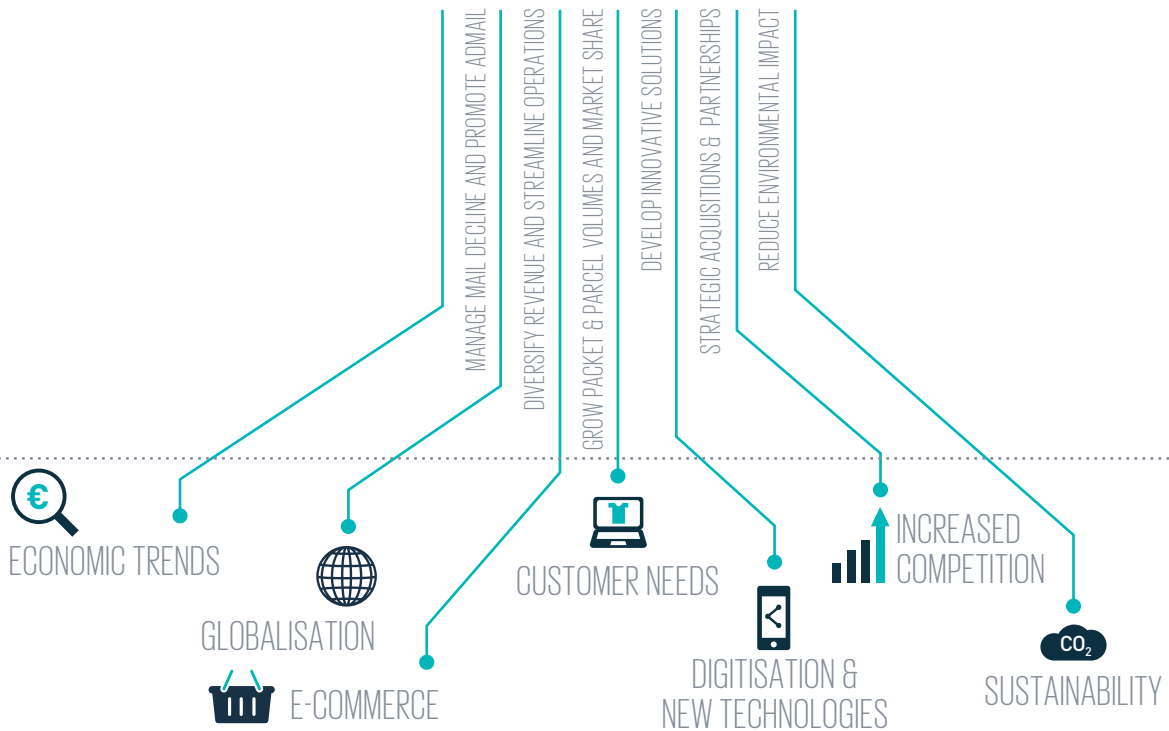 MANAGE MAIL DECLINE AND PROMOTE ADMAIL
DIVERSIFY REVENUE AND STREAMLINE OPERATIONS
GROW PACKET & PARCEL VOLUMES AND MARKET SHARE
DEVELOP INNOVATIVE SOLUTIONS
STRATEGIC ACQUISITIONS & PARTNERSHIPS
REDUCE ENVIRONMENTAL IMPACT
€
ECONOMIC TRENDS
GLOBALISATION
E-COMMERCE
CUSTOMER NEEDS
DIGITISATION &
NEW TECHNOLOGIES
INCREASED
COMPETITION
CO₂
SUSTAINABILITY